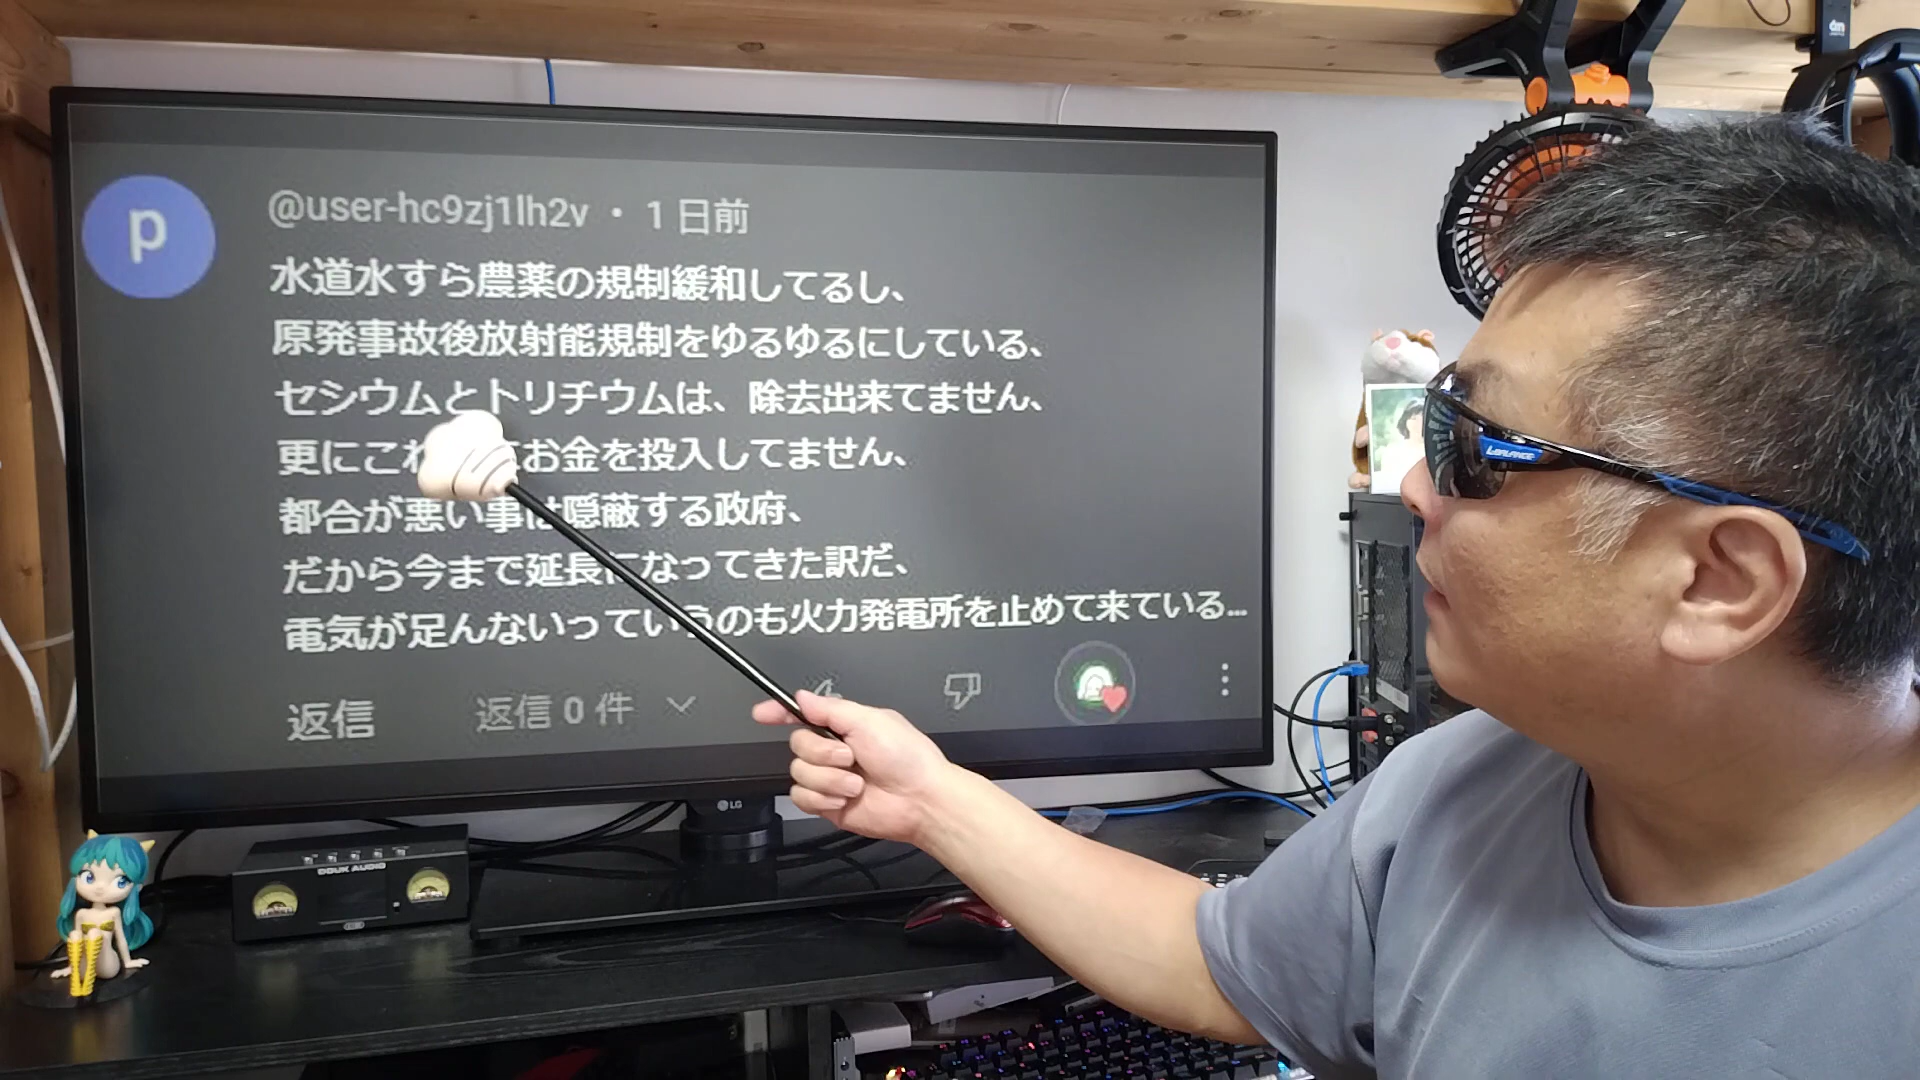 p
@user-hc9zj1lh2v・1日前
水道水すら農薬の規制緩和してるし、
原発事故後放射能規制をゆるゆるにしている、
セシウムとトリチウムは、除去出来てません、
更にこれ お金を投入してません、
都合が悪い事は隠蔽する政府、
だから今まで延長になってきた訳だ、
電気が足んないっていうのも火力発電所を止めて来ている...
返信 返信 0 件
LG
DOUK AUDIO